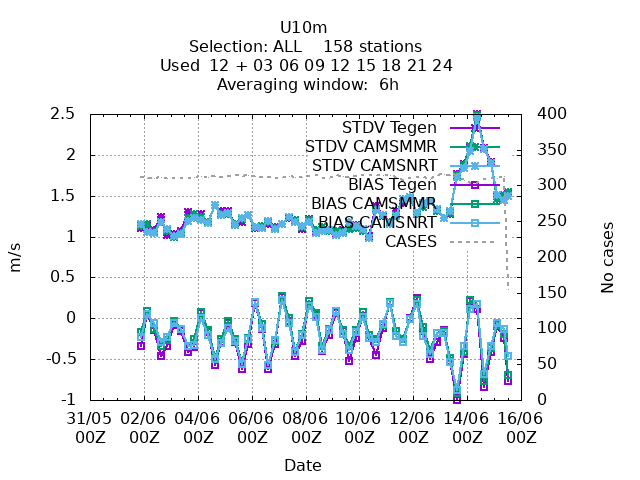 U10m
Selection: ALL    158 stations
Used  12 + 03 06 09 12 15 18 21 24
Averaging window:  6h
2.5
2
1.5
1
0.5
0
-0.5
-1
m/s
400
350
300
250
200
150
100
50
0
No cases
STDV Tegen
STDV CAMSMMR
STDV CAMSNRT
BIAS Tegen
BIAS CAMSMMR
BIAS CAMSNRT
CASES
31/05 02/06 04/06 06/06 08/06 10/06 12/06 14/06 16/06
00Z 00Z 00Z 00Z 00Z 00Z 00Z 00Z 00Z
Date